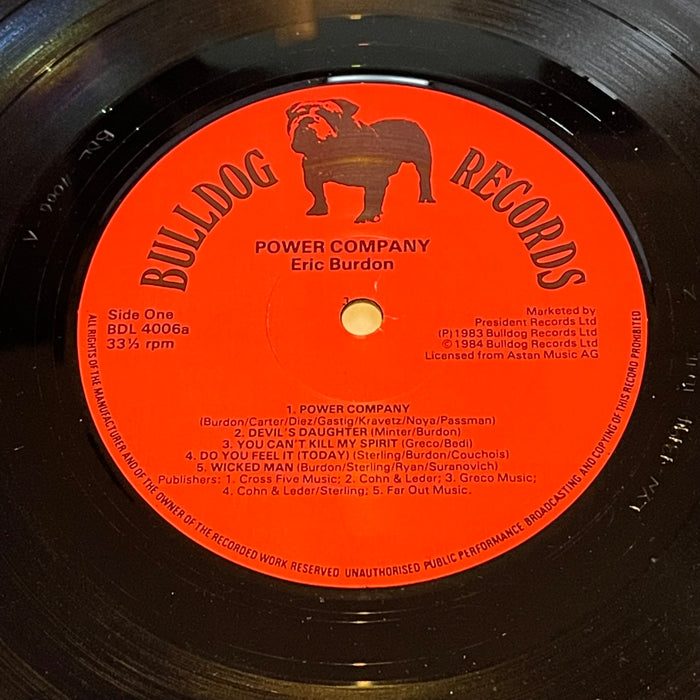 BULLDOG RECORDS
POWER COMPANY
Eric Burdon
Side One
BDL 4006a
33⅓ rpm
Marketed by
President Records Ltd
(P) 1983 Bulldog Records Ltd
© 1984 Bulldog Records Ltd
Licensed from Astan Music AG
1. POWER COMPANY
(Burdon/Carter/Diez/Gastig/Kravetz/Noya/Passman)
2. DEVIL'S DAUGHTER (Minter/Burdon)
3. YOU CAN'T KILL MY SPIRIT (Greco/Bedi)
4. DO YOU FEEL IT (TODAY) (Sterling/Burdon/Couchois)
5. WICKED MAN (Burdon/Sterling/Ryan/Suranovich)
Publishers: 1. Cross Five Music; 2. Cohn & Leder; 3. Greco Music;
4. Cohn & Leder/Sterling; 5. Far Out Music.
ALL RIGHTS OF THE MANUFACTURER AND OF THE OWNER OF THE RECORDED WORK RESERVED UNAUTHORISED PUBLIC PERFORMANCE BROADCASTING AND COPYING OF THIS RECORD PROHIBITED
BDL 4006 A